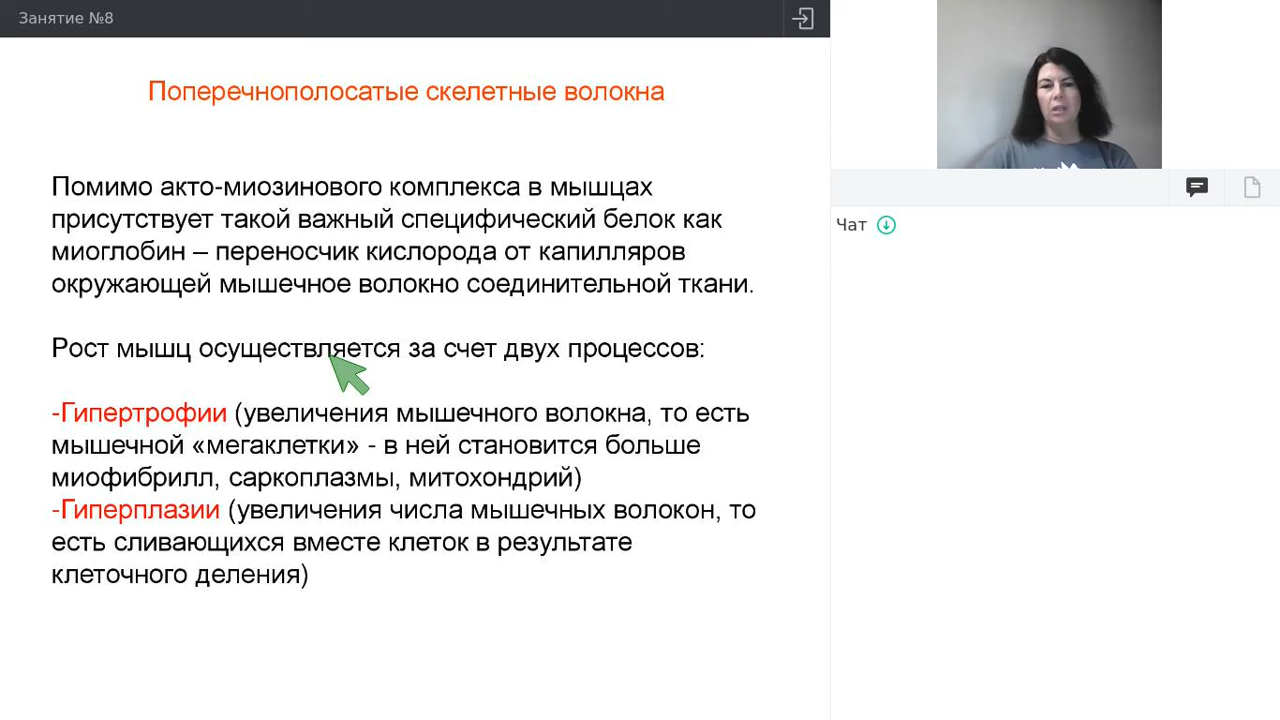 Занятие №8
Поперечнополосатые скелетные волокна
Помимо акто-миозинового комплекса в мышцах
присутствует такой важный специфический белок как
миоглобин – переносчик кислорода от капилляров
окружающей мышечное волокно соединительной ткани.
Рост мышц осуществляется за счет двух процессов:
-Гипертрофии (увеличения мышечного волокна, то есть
мышечной «мегаклетки» - в ней становится больше
миофибрилл, саркоплазмы, митохондрий)
-Гиперплазии (увеличения числа мышечных волокон, то
есть сливающихся вместе клеток в результате
клеточного деления)
Чат